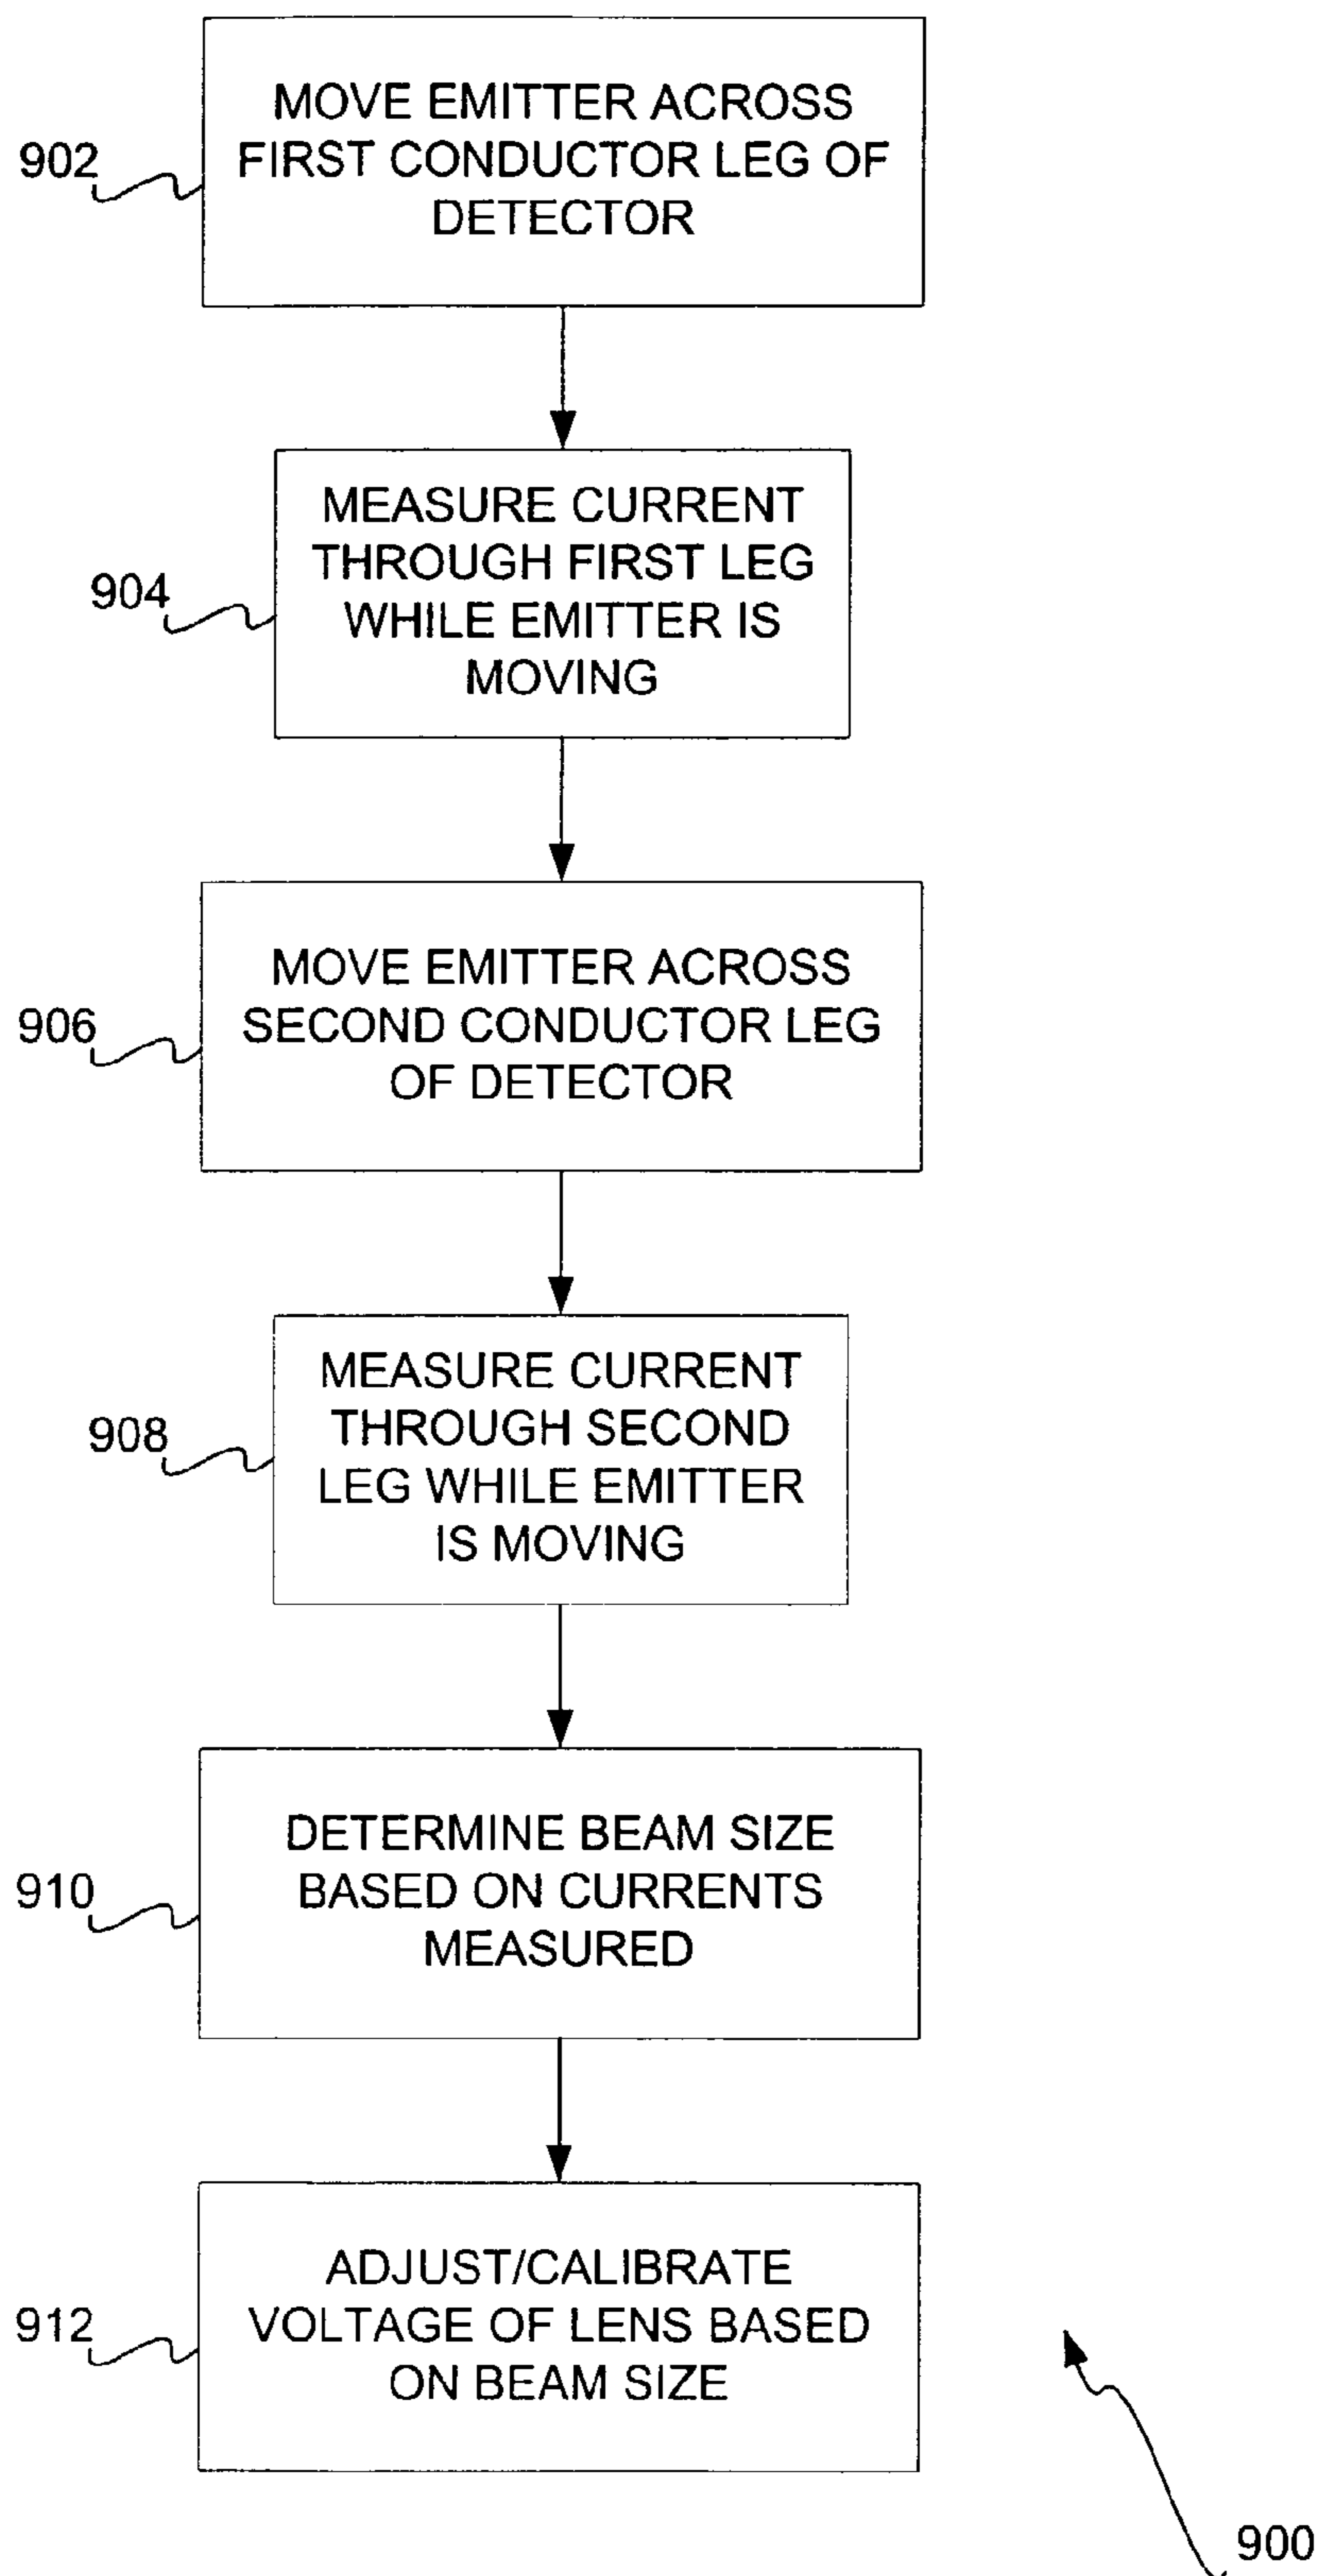 MOVE EMITTER ACROSS
FIRST CONDUCTOR LEG OF
DETECTOR
902
MEASURE CURRENT
THROUGH FIRST LEG
WHILE EMITTER IS
MOVING
904
MOVE EMITTER ACROSS
SECOND CONDUCTOR LEG
OF DETECTOR
906
MEASURE CURRENT
THROUGH SECOND
LEG WHILE EMITTER
IS MOVING
908
DETERMINE BEAM SIZE
BASED ON CURRENTS
MEASURED
910
ADJUST/CALIBRATE
VOLTAGE OF LENS BASED
ON BEAM SIZE
912
900